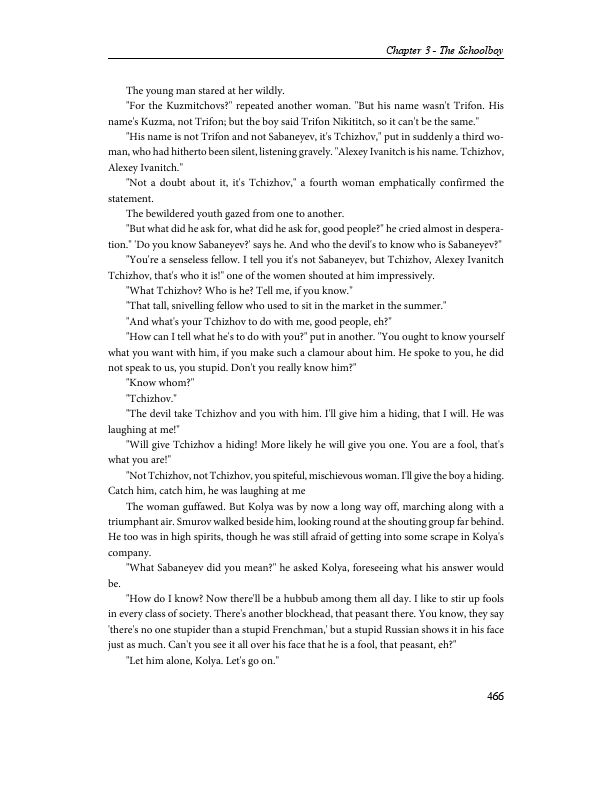 Chapter 3 - The Schoolboy
The young man stared at her wildly.
"For the Kuzmitchovs?" repeated another woman. "But his name wasn't Trifon. His
name's Kuzma, not Trifon; but the boy said Trifon Nikititch, so it can't be the same."
"His name is not Trifon and not Sabaneyev, it's Tchizhov," put in suddenly a third wo-
man, who had hitherto been silent, listening gravely. "Alexey Ivanitch is his name. Tchizhov,
Alexey Ivanitch."
"Not a doubt about it, it's Tchizhov," a fourth woman emphatically confirmed the
statement.
The bewildered youth gazed from one to another.
"But what did he ask for, what did he ask for, good people?" he cried almost in despera-
tion." 'Do you know Sabaneyev?' says he. And who the devil's to know who is Sabaneyev?"
"You're a senseless fellow. I tell you it's not Sabaneyev, but Tchizhov, Alexey Ivanitch
Tchizhov, that's who it is!" one of the women shouted at him impressively.
"What Tchizhov? Who is he? Tell me, if you know."
"That tall, snivelling fellow who used to sit in the market in the summer."
"And what's your Tchizhov to do with me, good people, eh?"
"How can I tell what he's to do with you?" put in another. "You ought to know yourself
what you want with him, if you make such a clamour about him. He spoke to you, he did
not speak to us, you stupid. Don't you really know him?"
"Know whom?"
"Tchizhov."
"The devil take Tchizhov and you with him. I'll give him a hiding, that I will. He was
laughing at me!"
"Will give Tchizhov a hiding! More likely he will give you one. You are a fool, that's
what you are!"
"Not Tchizhov, not Tchizhov, you spiteful, mischievous woman. I'll give the boy a hiding.
Catch him, catch him, he was laughing at me
The woman guffawed. But Kolya was by now a long way off, marching along with a
triumphant air. Smurov walked beside him, looking round at the shouting group far behind.
He too was in high spirits, though he was still afraid of getting into some scrape in Kolya's
company.
"What Sabaneyev did you mean?" he asked Kolya, foreseeing what his answer would
be.
"How do I know? Now there'll be a hubbub among them all day. I like to stir up fools
in every class of society. There's another blockhead, that peasant there. You know, they say
'there's no one stupider than a stupid Frenchman,' but a stupid Russian shows it in his face
just as much. Can't you see it all over his face that he is a fool, that peasant, eh?"
"Let him alone, Kolya. Let's go on."
466